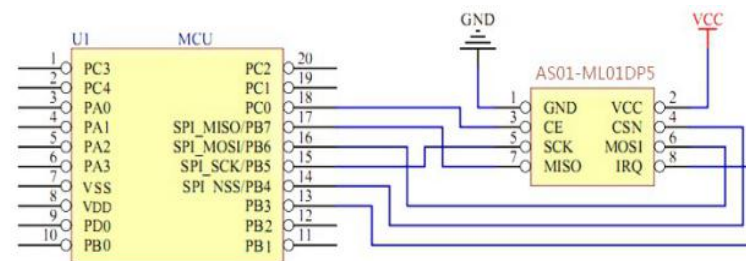 GND
VCC
U1 MCU
AS01-ML01DP5
1 PC3 PC2 20
2 PC4 PC1 19
3 PA0 PC0 18
4 PA1 SPI_MISO/PB7 17
5 PA2 SPI_MOSI/PB6 16
6 PA3 SPI_SCK/PB5 15
7 VSS SPI_NSS/PB4 14
8 VDD PB3 13
9 PD0 PB2 12
10 PB0 PB1 11
1 GND VCC 2
3 CE CSN 4
5 SCK MOSI 6
7 MISO IRQ 8